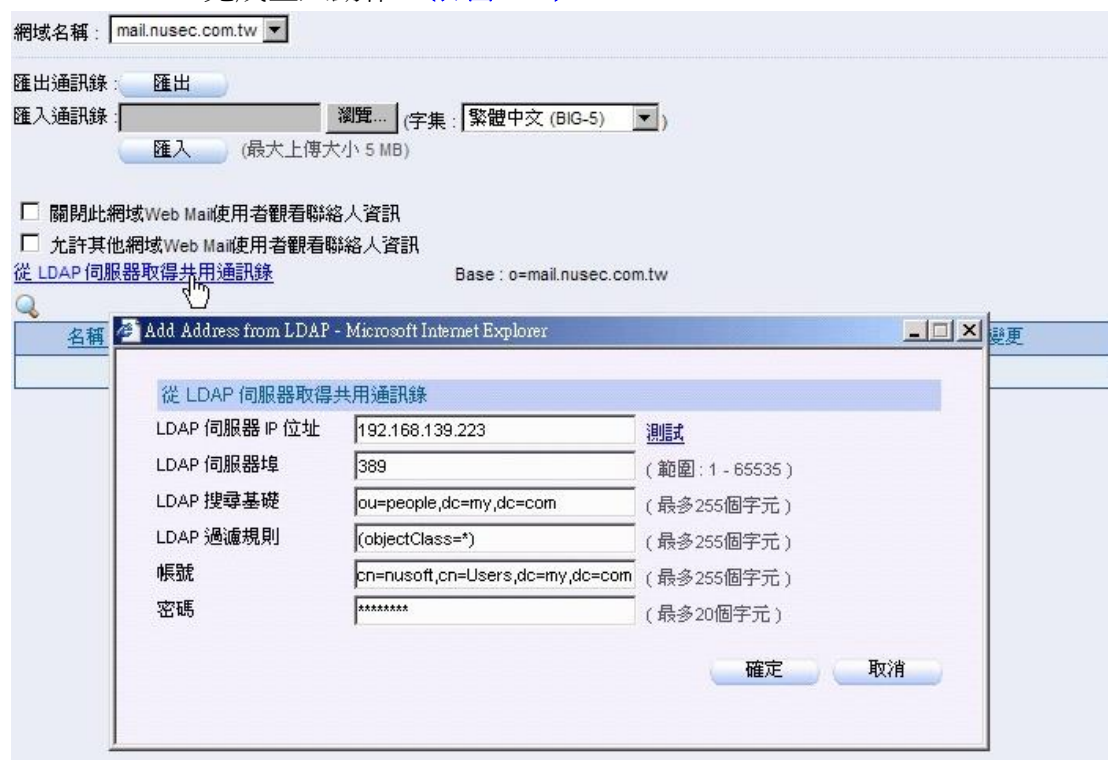 網域名稱 : mail.nusec.com.tw
匯出通訊錄 : 匯出
匯入通訊錄 : 瀏覽... (字集 : 繁體中文 (BIG-5) )
匯入 (最大上傳大小 5 MB)
關閉此網域Web Mail使用者觀看聯絡人資訊
允許其他網域Web Mail使用者觀看聯絡人資訊
從 LDAP 伺服器取得共用通訊錄 Base : o=mail.nusec.com.tw
名稱 變更
Add Address from LDAP - Microsoft Internet Explorer
從 LDAP 伺服器取得共用通訊錄
LDAP 伺服器 IP 位址 192.168.139.223 測試
LDAP 伺服器埠 389 ( 範圍 : 1 - 65535 )
LDAP 搜尋基礎 ou=people,dc=my,dc=com ( 最多255個字元 )
LDAP 過濾規則 (objectClass=*) ( 最多255個字元 )
帳號 cn=nusoft,cn=Users,dc=my,dc=com ( 最多255個字元 )
密碼 ******** ( 最多20個字元 )
確定 取消